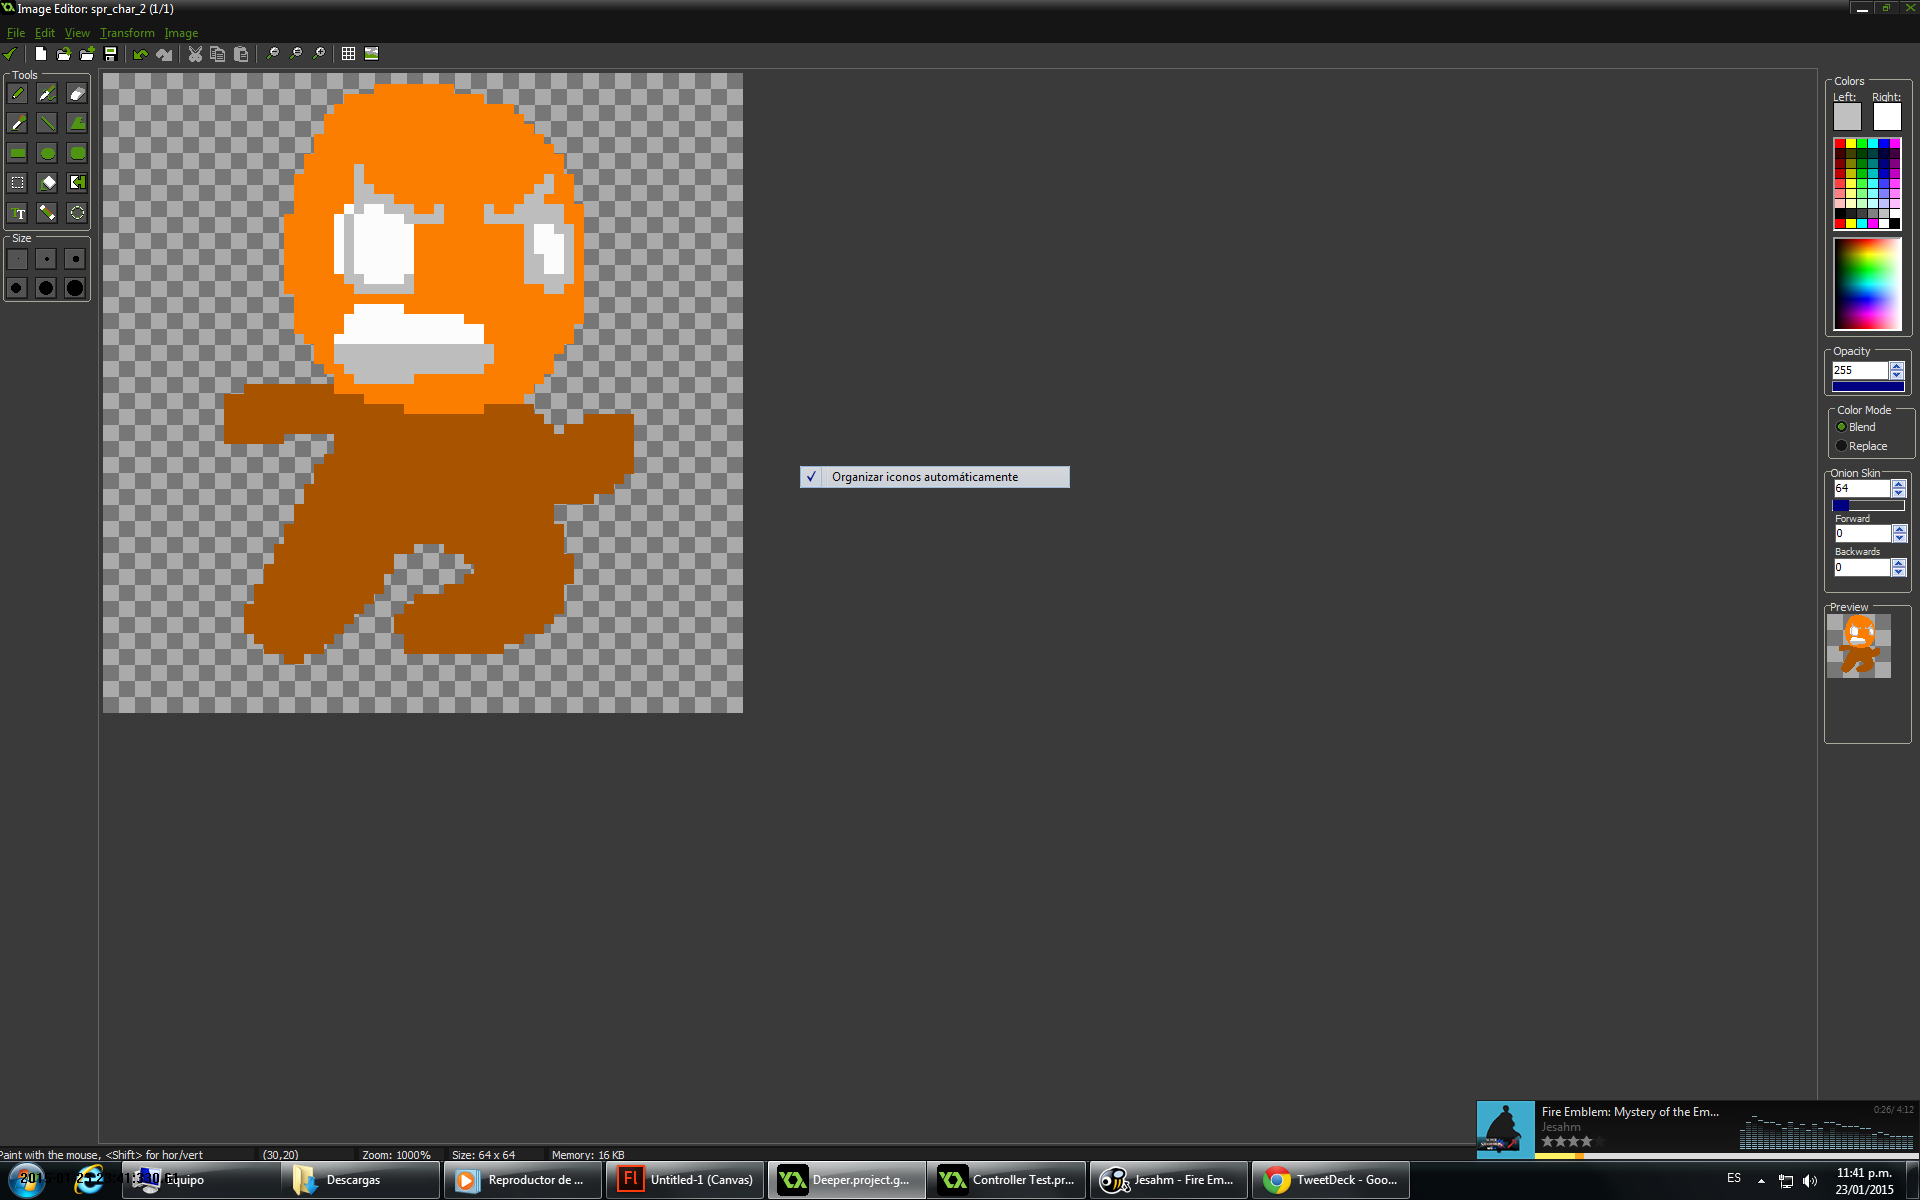 Image Editor: spr_char_2 (1/1)
File Edit View Transform Image
Tools
Size
Colors
Left: Right:
Opacity
255
Color Mode
Blend
Replace
Onion Skin
64
Forward
0
Backwards
0
Preview
✓ Organizar iconos automáticamente
Fire Emblem: Mystery of the Em...
0:26/ 4:12
Jesahm
Paint with the mouse, <Shift> for hor/vert (30,20) Zoom: 1000% Size: 64 x 64 Memory: 16 KB
Equipo
Descargas
Reproductor de ...
Untitled-1 (Canvas)
Deeper.project.g...
Controller Test.pr...
Jesahm - Fire Em...
TweetDeck - Goo...
ES
11:41 p.m.
23/01/2015